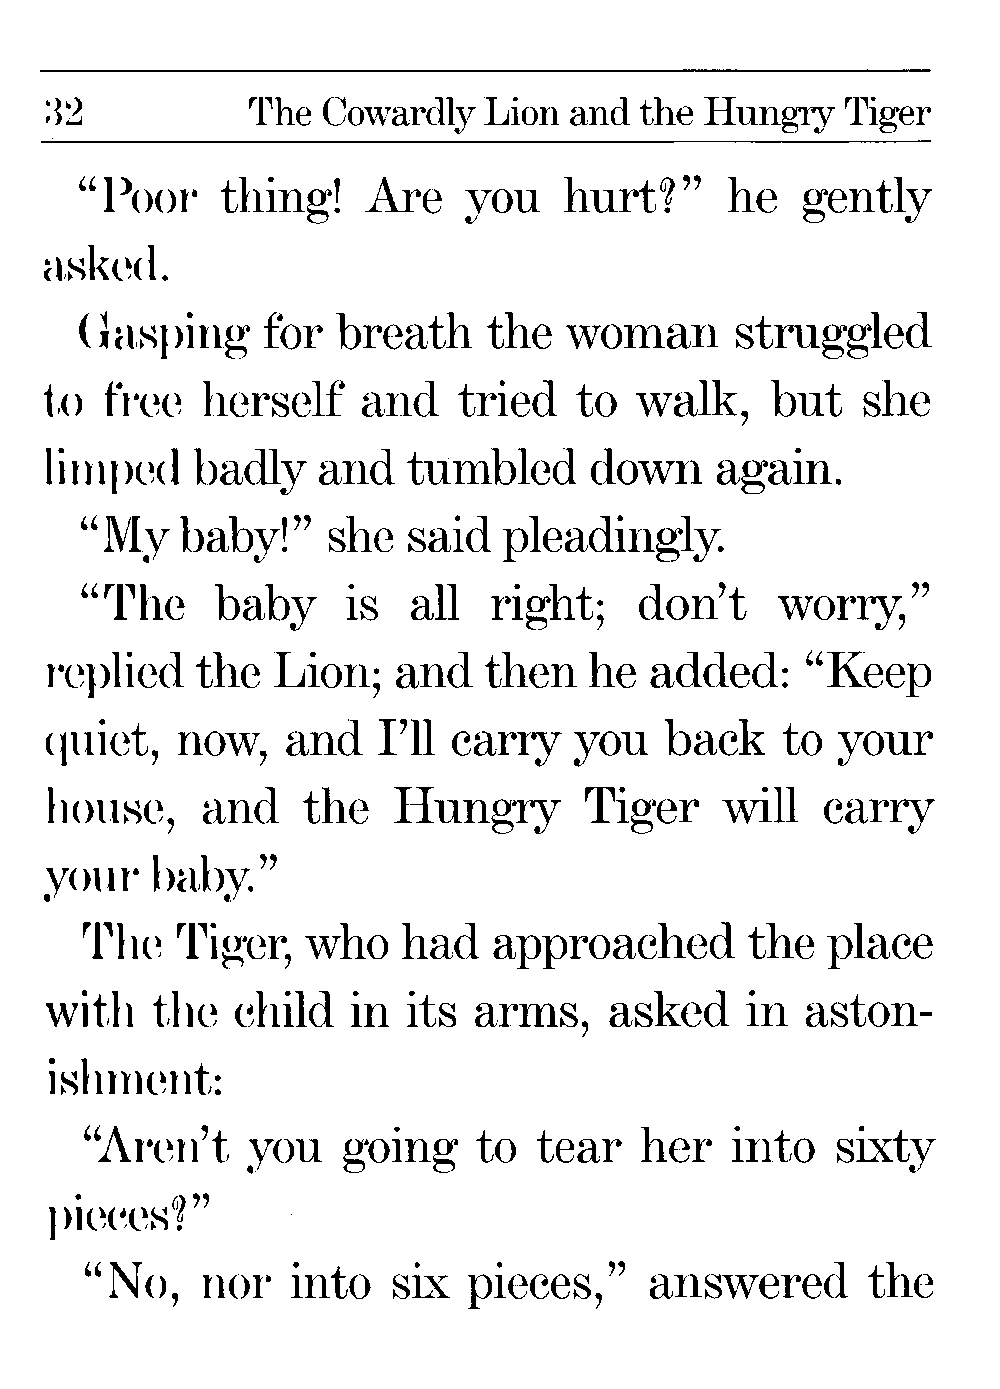 32 The Cowardly Lion and the Hungry Tiger
“Poor thing! Are you hurt?” he gently
asked.
Gasping for breath the woman struggled
to free herself and tried to walk, but she
limped badly and tumbled down again.
“My baby!” she said pleadingly.
“The baby is all right; don’t worry,”
replied the Lion; and then he added: “Keep
quiet, now, and I’ll carry you back to your
house, and the Hungry Tiger will carry
your baby.”
The Tiger, who had approached the place
with the child in its arms, asked in aston-
ishment:
“Aren’t you going to tear her into sixty
pieces?”
“No, nor into six pieces,” answered the